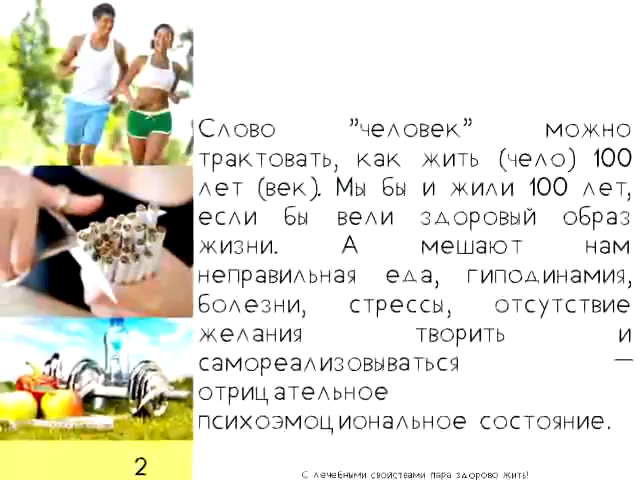 Слово "человек" можно
трактовать, как жить (чело) 100
лет (век). Мы бы и жили 100 лет,
если бы вели здоровый образ
жизни. А мешают нам
неправильная еда, гиподинамия,
болезни, стрессы, отсутствие
желания творить и
самореализовываться —
отрицательное
психоэмоциональное состояние.
2
С лечебными свойствами пара здорово жить!